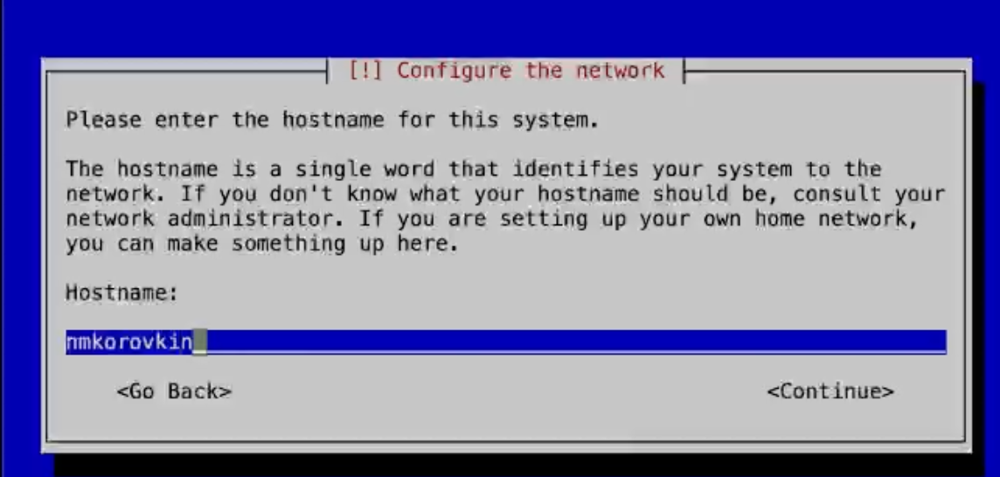 [!] Configure the network
Please enter the hostname for this system.
The hostname is a single word that identifies your system to the
network. If you don't know what your hostname should be, consult your
network administrator. If you are setting up your own home network,
you can make something up here.
Hostname:
nmkorovkin
<Go Back> <Continue>